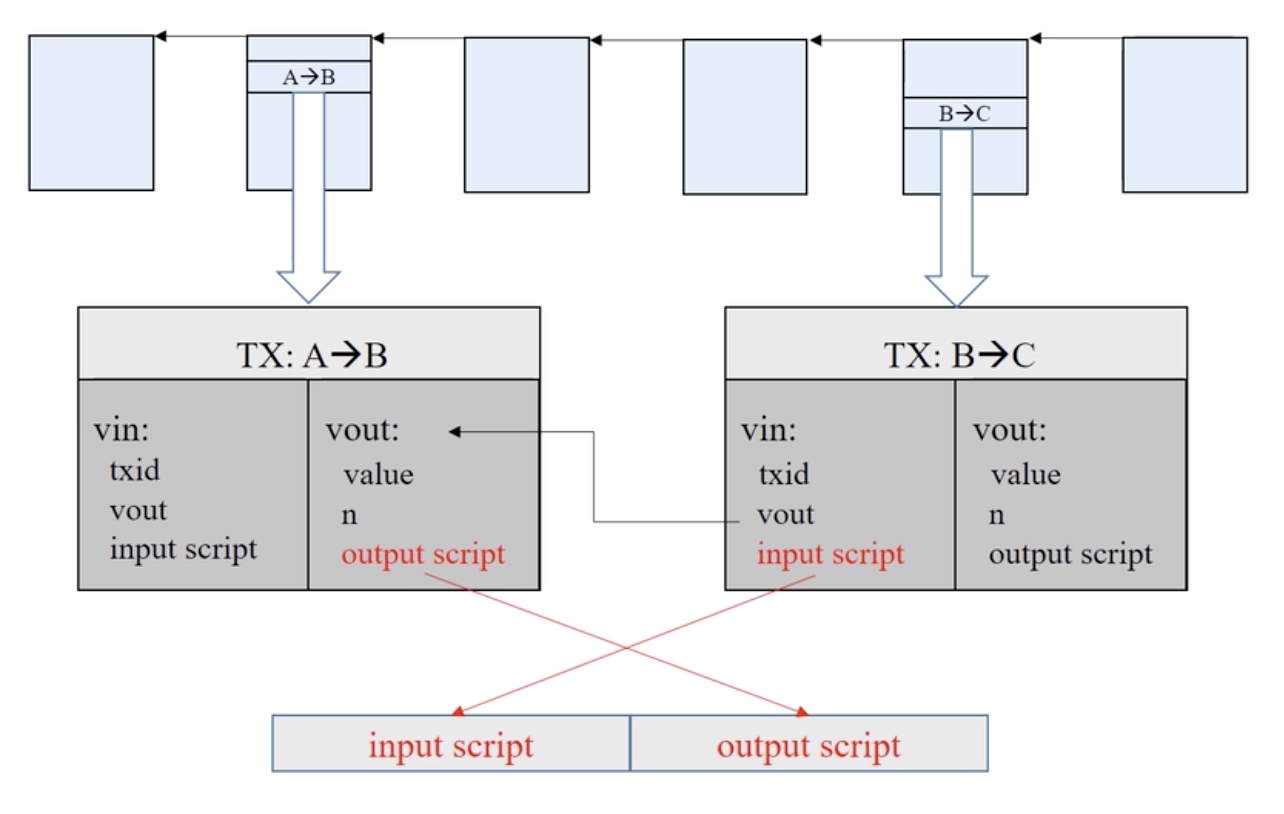 A→B
B→C
TX: A→B
vin:
txid
vout
input script
vout:
value
n
output script
TX: B→C
vin:
txid
vout
input script
vout:
value
n
output script
input script
output script